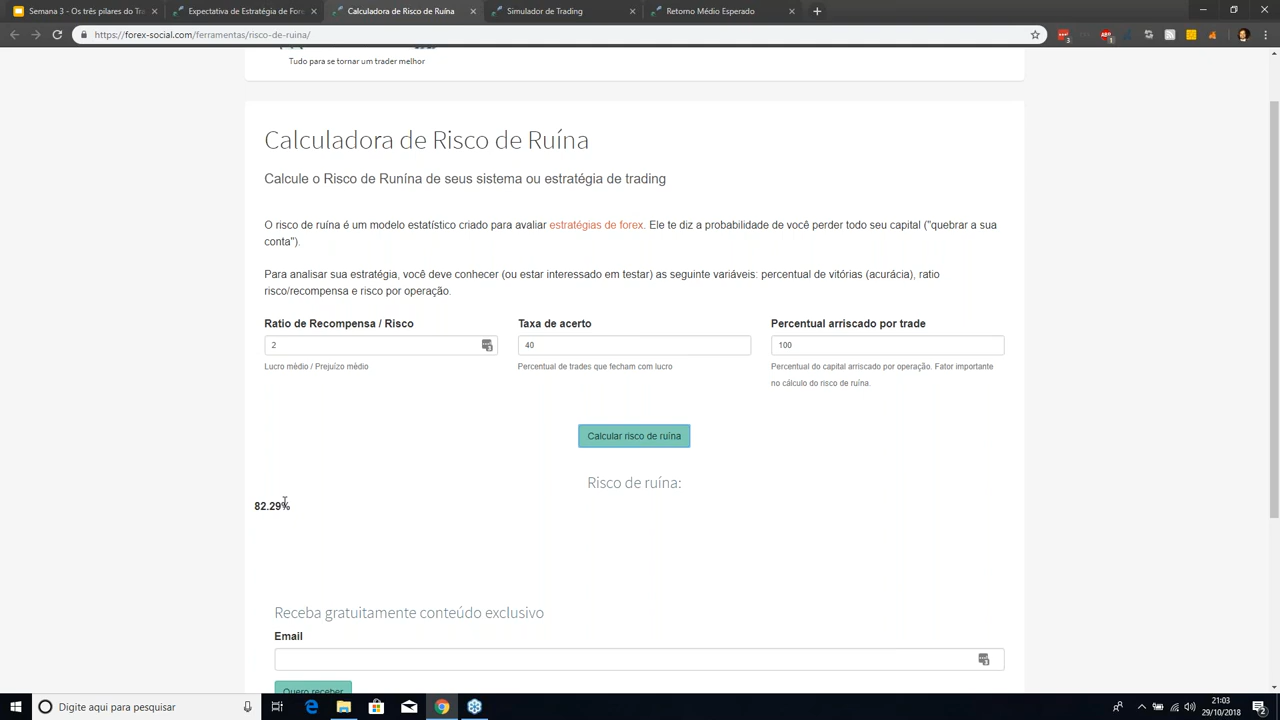 Semana 3 - Os três pilares do Tra
Expectativa de Estratégia de Fore
Calculadora de Risco de Ruína
Simulador de Trading
Retorno Médio Esperado
https://forex-social.com/ferramentas/risco-de-ruina/
Tudo para se tornar um trader melhor
Calculadora de Risco de Ruína
Calcule o Risco de Runína de seus sistema ou estratégia de trading
O risco de ruína é um modelo estatístico criado para avaliar estratégias de forex. Ele te diz a probabilidade de você perder todo seu capital ("quebrar a sua
conta").
Para analisar sua estratégia, você deve conhecer (ou estar interessado em testar) as seguinte variáveis: percentual de vitórias (acurácia), ratio
risco/recompensa e risco por operação.
Ratio de Recompensa / Risco
Taxa de acerto
Percentual arriscado por trade
2
40
100
Lucro médio / Prejuízo médio
Percentual de trades que fecham com lucro
Percentual do capital arriscado por operação. Fator importante
no cálculo do risco de ruína.
Calcular risco de ruína
Risco de ruína:
82.29%
Receba gratuitamente conteúdo exclusivo
Email
Quero receber
Digite aqui para pesquisar
21:03
29/10/2018